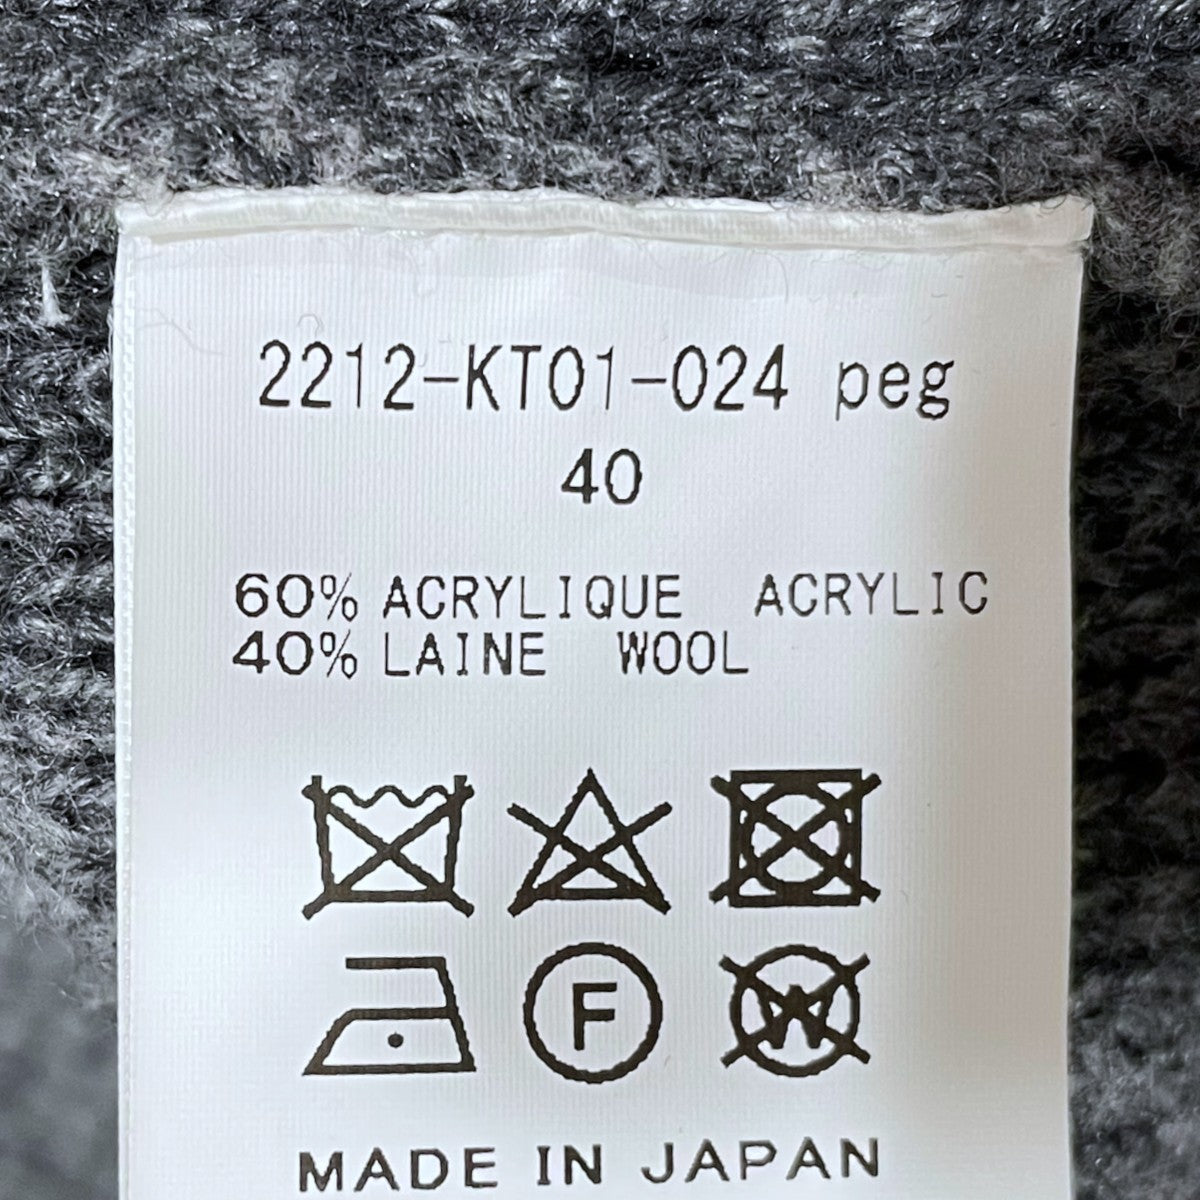 2212-KT01-024 peg
40
60% ACRYLIQUE ACRYLIC
40% LAINE WOOL
F
W
MADE IN JAPAN